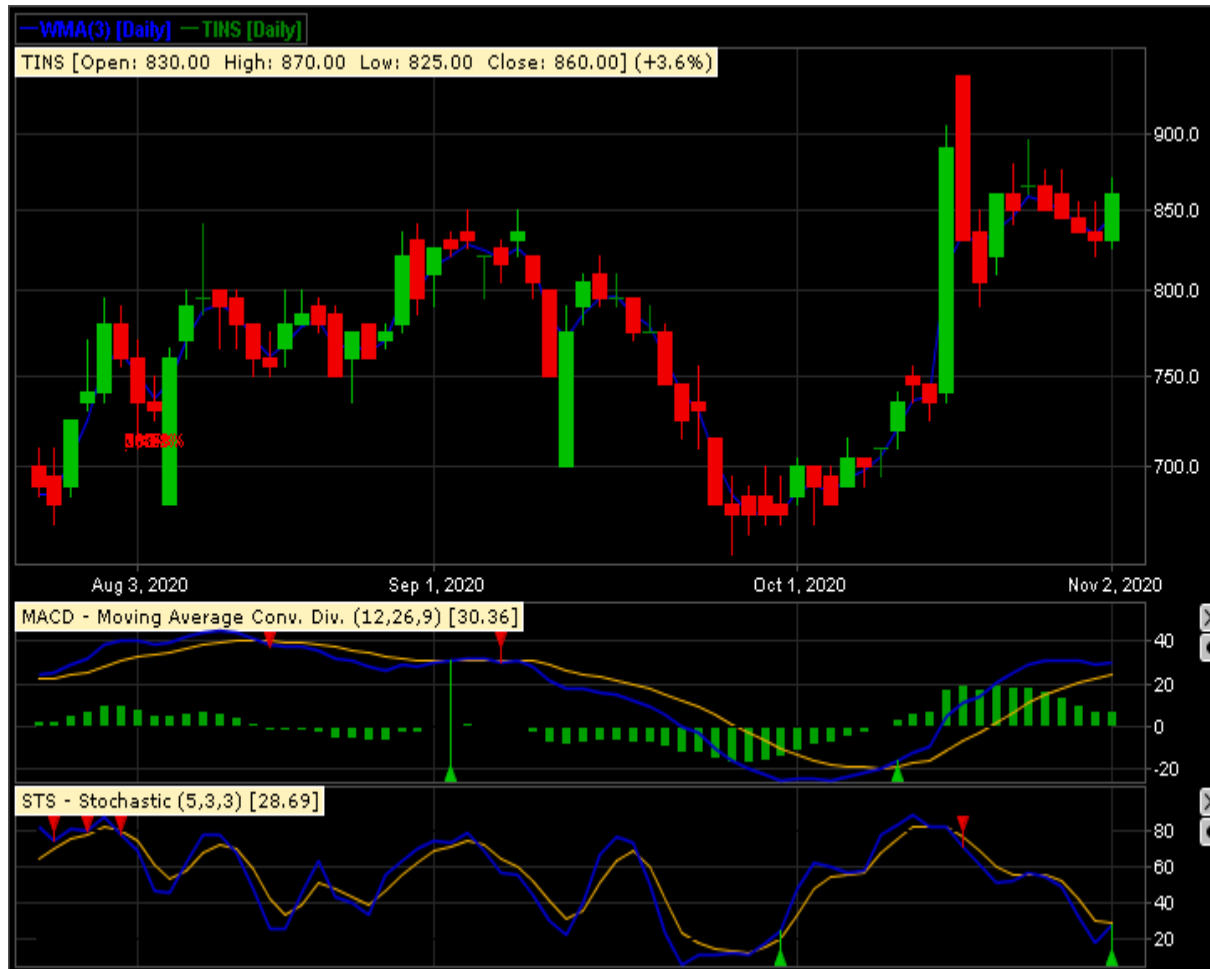 WMA(3) [Daily] TINS [Daily]
TINS [Open: 830.00 High: 870.00 Low: 825.00 Close: 860.00] (+3.6%)
900.0
850.0
800.0
750.0
700.0
Aug 3, 2020 Sep 1, 2020 Oct 1, 2020 Nov 2, 2020
MACD - Moving Average Conv. Div. (12,26,9) [30.36]
40
20
0
-20
STS - Stochastic (5,3,3) [28.69]
80
60
40
20